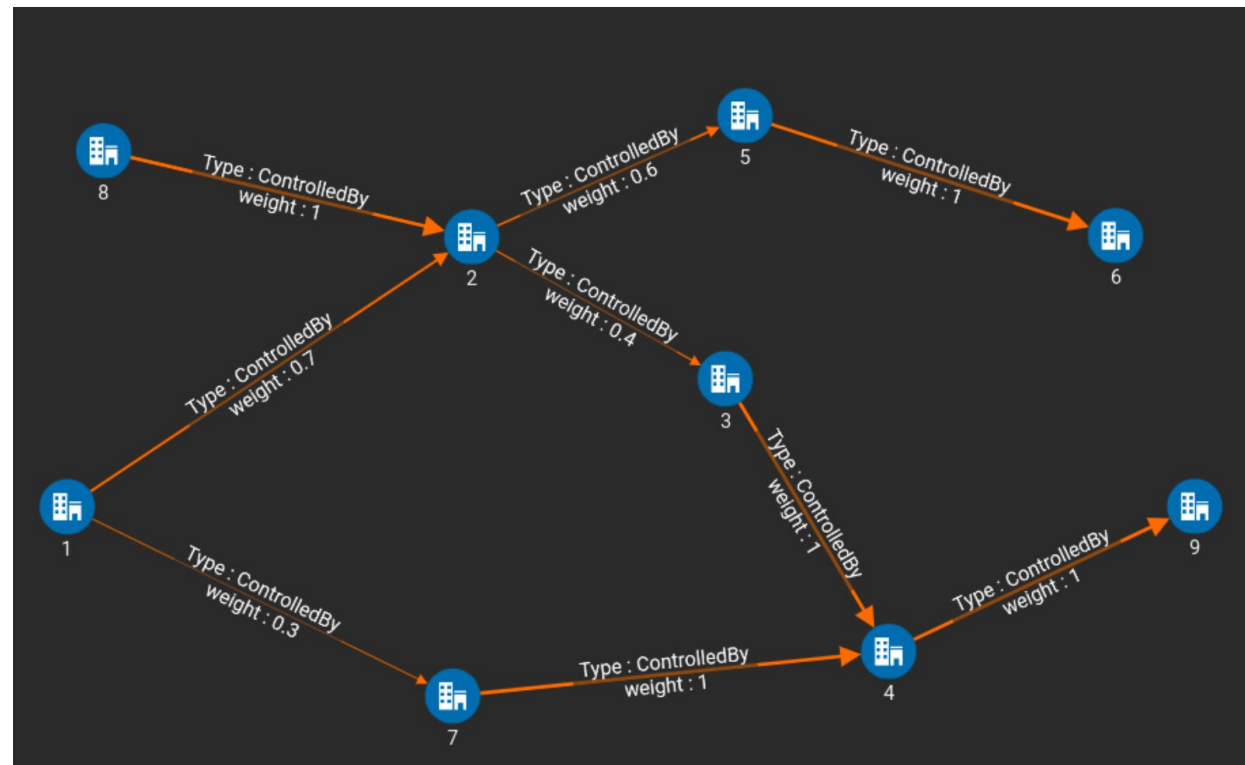 Type : ControlledBy
weight : 1
8
Type : ControlledBy
weight : 0.6
5
Type : ControlledBy
weight : 1
6
2
Type : ControlledBy
weight : 0.4
Type : ControlledBy
weight : 0.7
3
1
Type : ControlledBy
weight : 1
Type : ControlledBy
weight : 1
9
Type : ControlledBy
weight : 0.3
Type : ControlledBy
weight : 1
4
7